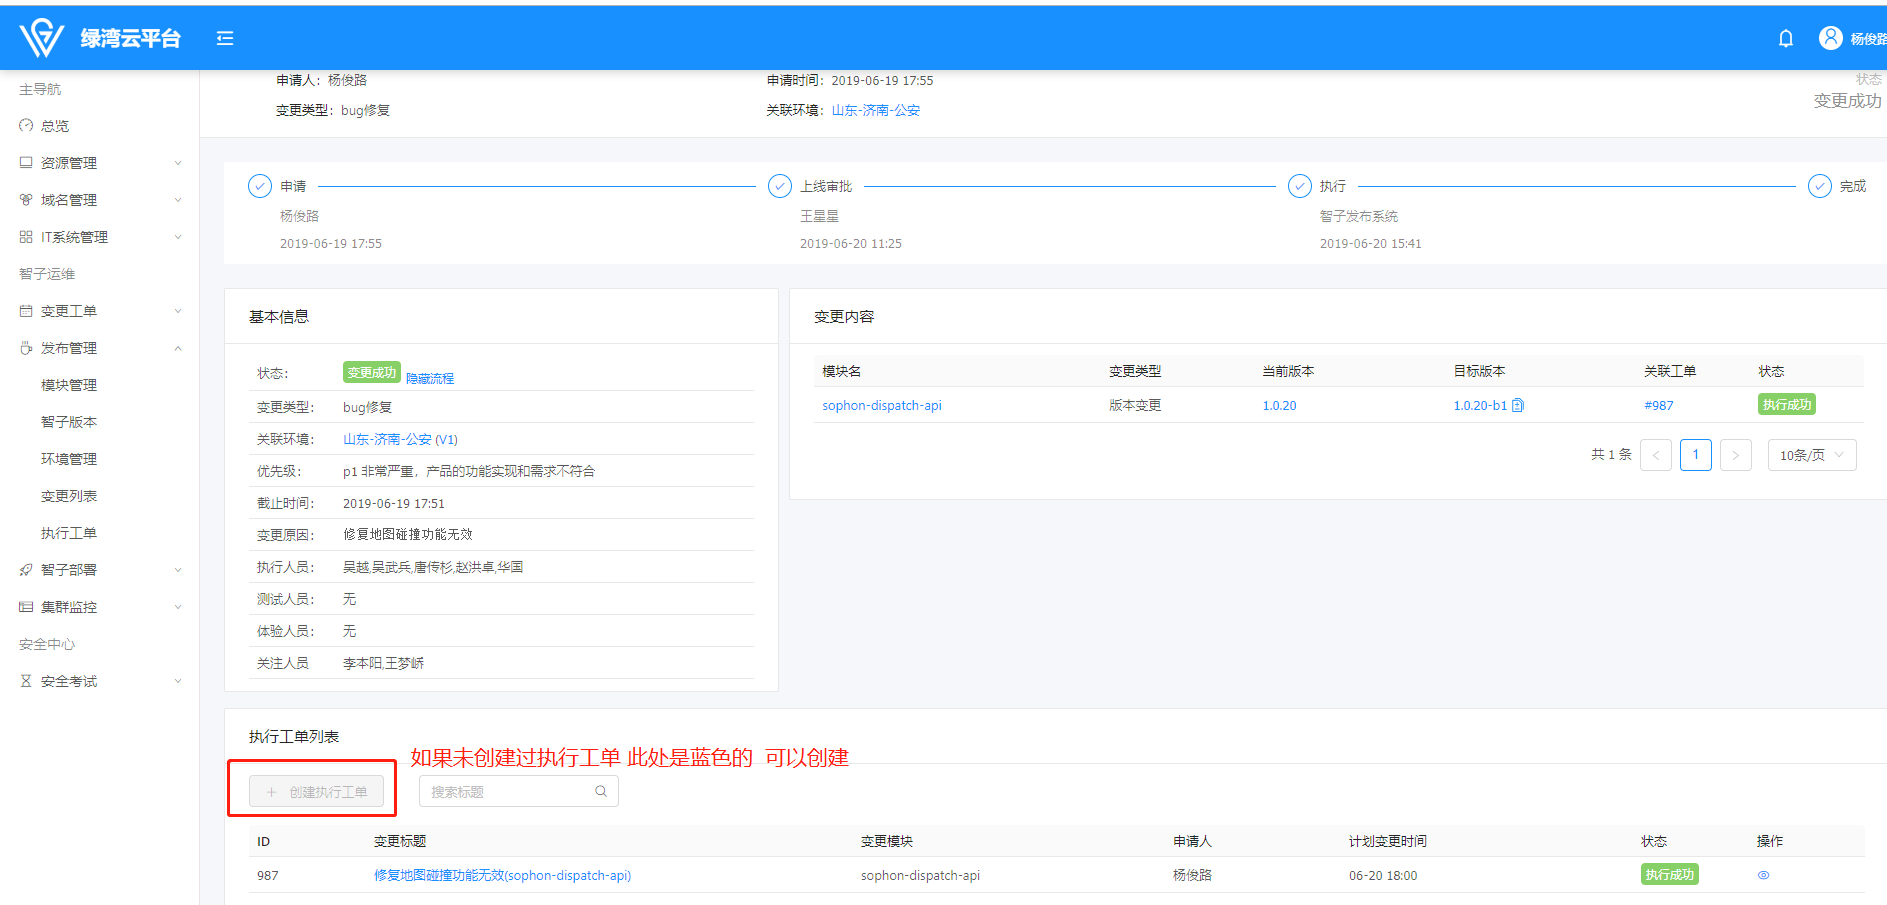 绿湾云平台
杨俊路
主导航
总览
资源管理
域名管理
IT系统管理
智子运维
变更工单
发布管理
模块管理
智子版本
环境管理
变更列表
执行工单
智子部署
集群监控
安全中心
安全考试
申请人：杨俊路 申请时间：2019-06-19 17:55 状态
变更类型：bug修复 关联环境：山东-济南-公安 变更成功
申请 上线审批 执行 完成
杨俊路 王星星 智子发布系统
2019-06-19 17:55 2019-06-20 11:25 2019-06-20 15:41
基本信息
状态： 变更成功 隐藏流程
变更类型： bug修复
关联环境： 山东-济南-公安 (V1)
优先级： p1 非常严重，产品的功能实现和需求不符合
截止时间： 2019-06-19 17:51
变更原因： 修复地图碰撞功能无效
执行人员： 吴越,吴武兵,唐传杉,赵洪卓,华国
测试人员： 无
体验人员： 无
关注人员 李本阳,王梦峤
变更内容
模块名 变更类型 当前版本 目标版本 关联工单 状态
sophon-dispatch-api 版本变更 1.0.20 1.0.20-b1 #987 执行成功
共 1 条 < 1 > 10条/页
执行工单列表
如果未创建过执行工单 此处是蓝色的 可以创建
+ 创建执行工单 搜索标题
ID 变更标题 变更模块 申请人 计划变更时间 状态 操作
987 修复地图碰撞功能无效(sophon-dispatch-api) sophon-dispatch-api 杨俊路 06-20 18:00 执行成功